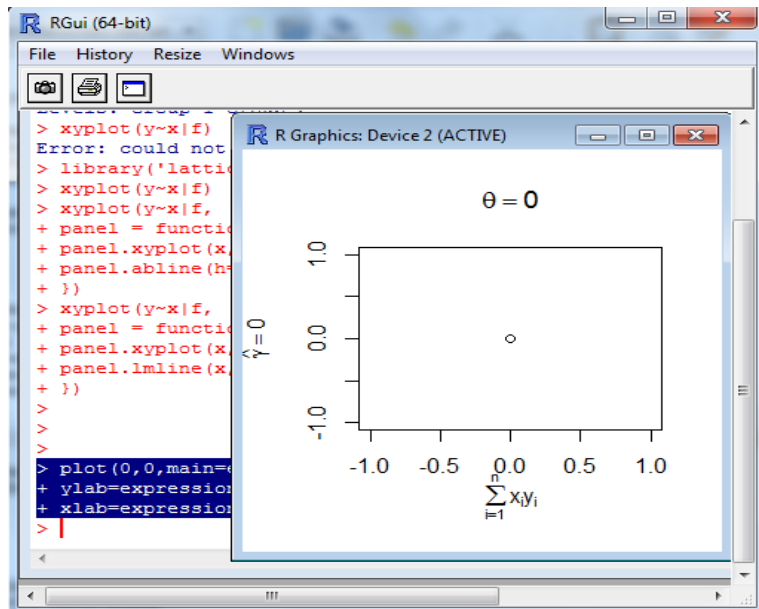 RGui (64-bit)
File History Resize Windows
> xyplot(y~x|f)
Error: could not
> library('lattic
> xyplot(y~x|f)
> xyplot(y~x|f,
+ panel = functio
+ panel.xyplot(x,
+ panel.abline(h=
+ })
> xyplot(y~x|f,
+ panel = functio
+ panel.xyplot(x,
+ panel.lmline(x,
+ })
>
>
>
> plot(0,0,main=e
+ ylab=expression
+ xlab=expression
>
R Graphics: Device 2 (ACTIVE)
θ = 0
1.0
0.0
-1.0
γ̂ = 0
-1.0 -0.5 0.0 0.5 1.0
n
∑ xᵢyᵢ
i=1